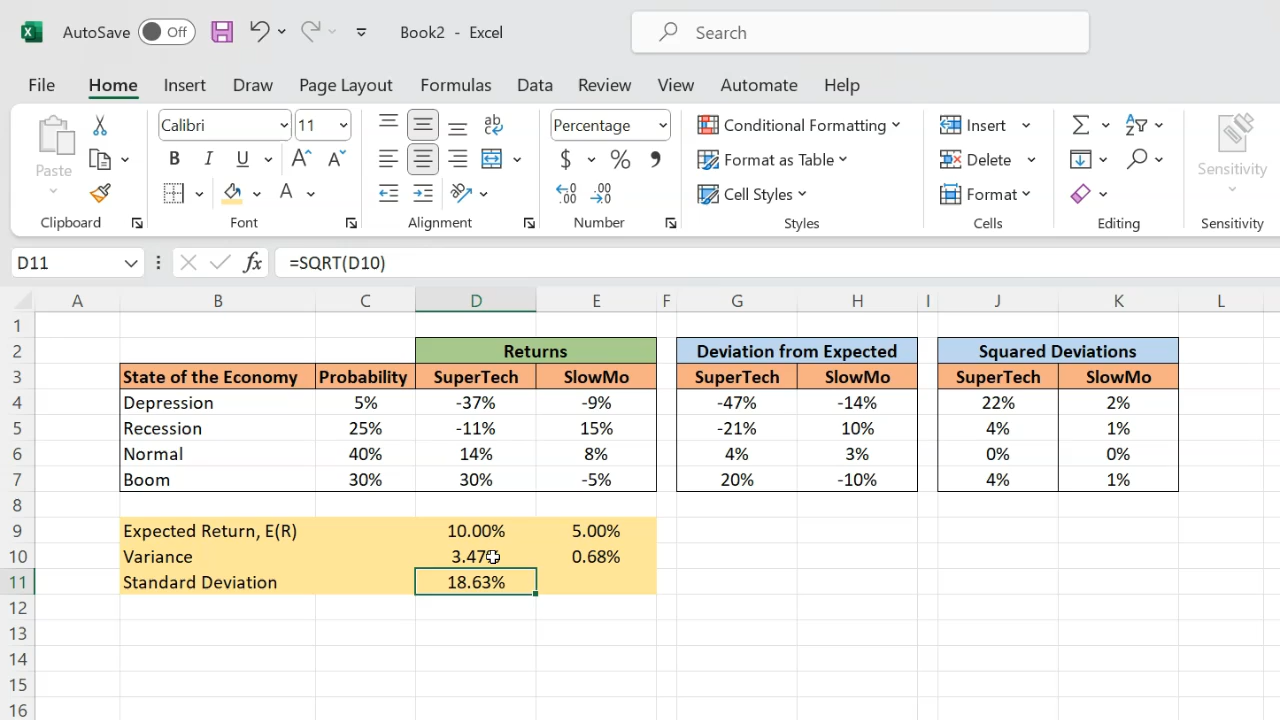 AutoSave Off Book2 - Excel Search
File Home Insert Draw Page Layout Formulas Data Review View Automate Help
Paste Calibri 11 Percentage Conditional Formatting Insert Sensitivity
B I U A $ % Format as Table Delete
Cell Styles Format
Clipboard Font Alignment Number Styles Cells Editing Sensitivity
D11 fx =SQRT(D10)
A B C D E F G H I J K L
1
2 Returns Deviation from Expected Squared Deviations
3 State of the Economy Probability SuperTech SlowMo SuperTech SlowMo SuperTech SlowMo
4 Depression 5% -37% -9% -47% -14% 22% 2%
5 Recession 25% -11% 15% -21% 10% 4% 1%
6 Normal 40% 14% 8% 4% 3% 0% 0%
7 Boom 30% 30% -5% 20% -10% 4% 1%
8
9 Expected Return, E(R) 10.00% 5.00%
10 Variance 3.47 0.68%
11 Standard Deviation 18.63%
12
13
14
15
16